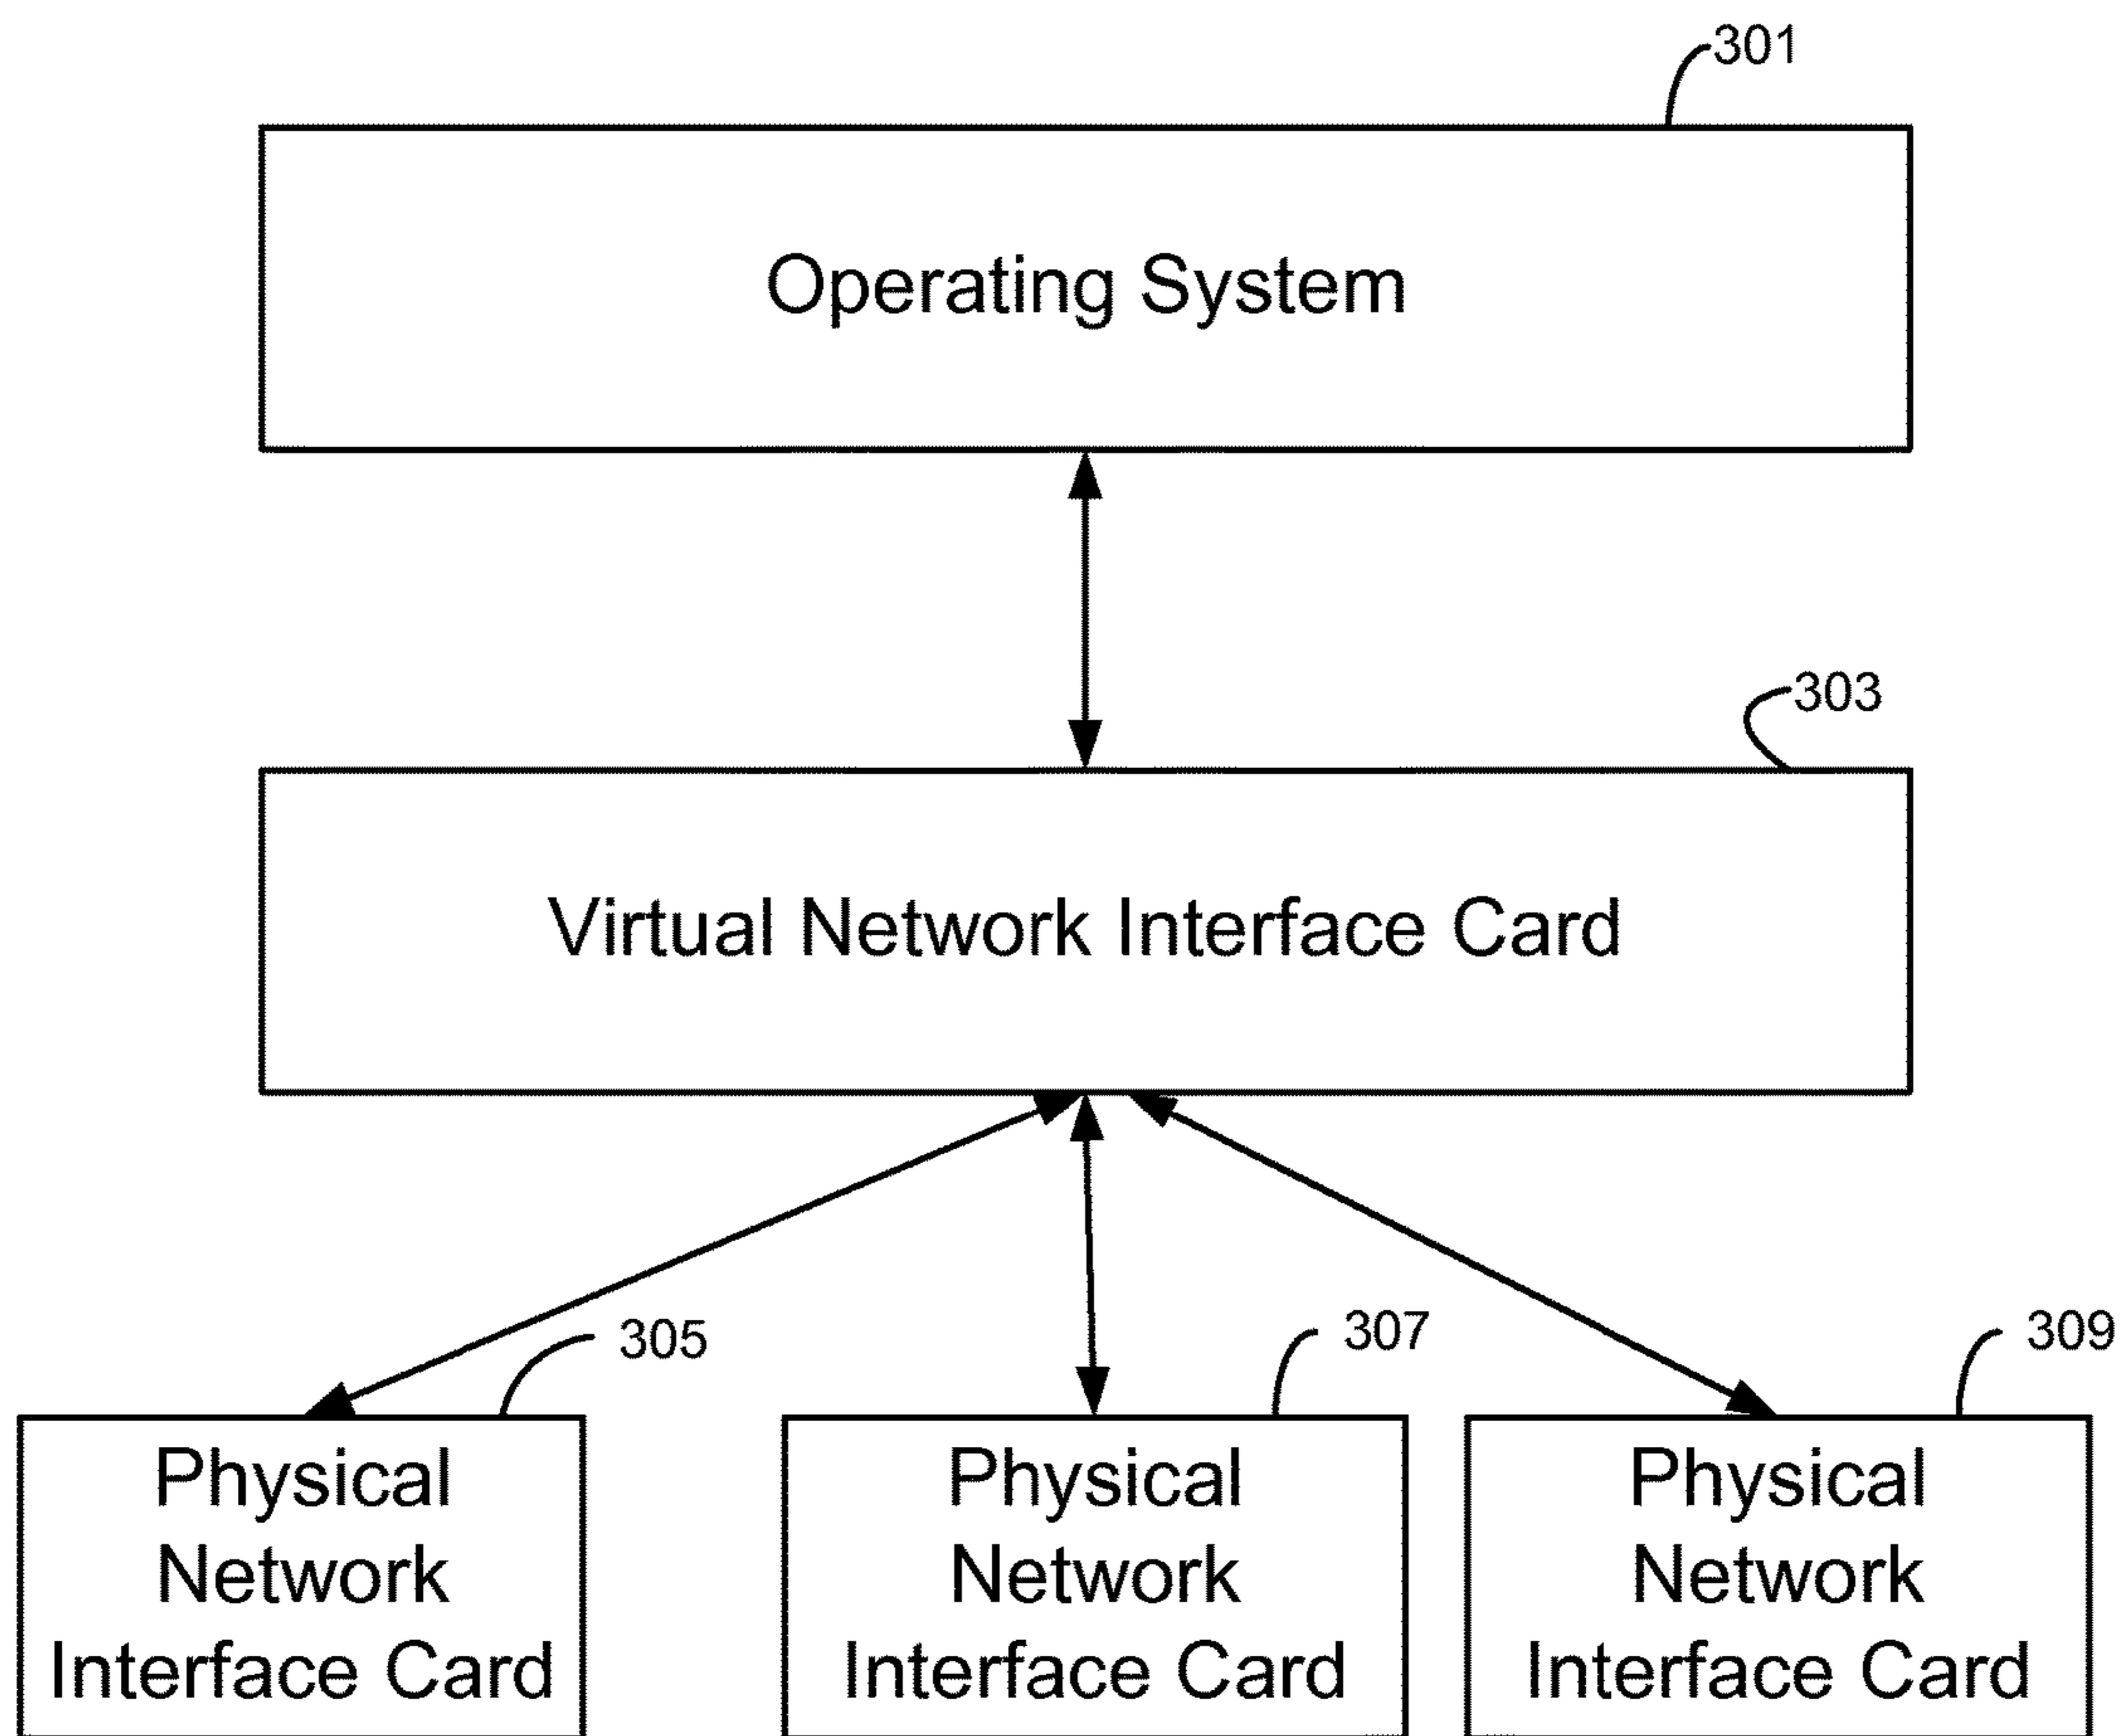 301
Operating System
303
Virtual Network Interface Card
305
307
309
Physical
Network
Interface Card
Physical
Network
Interface Card
Physical
Network
Interface Card